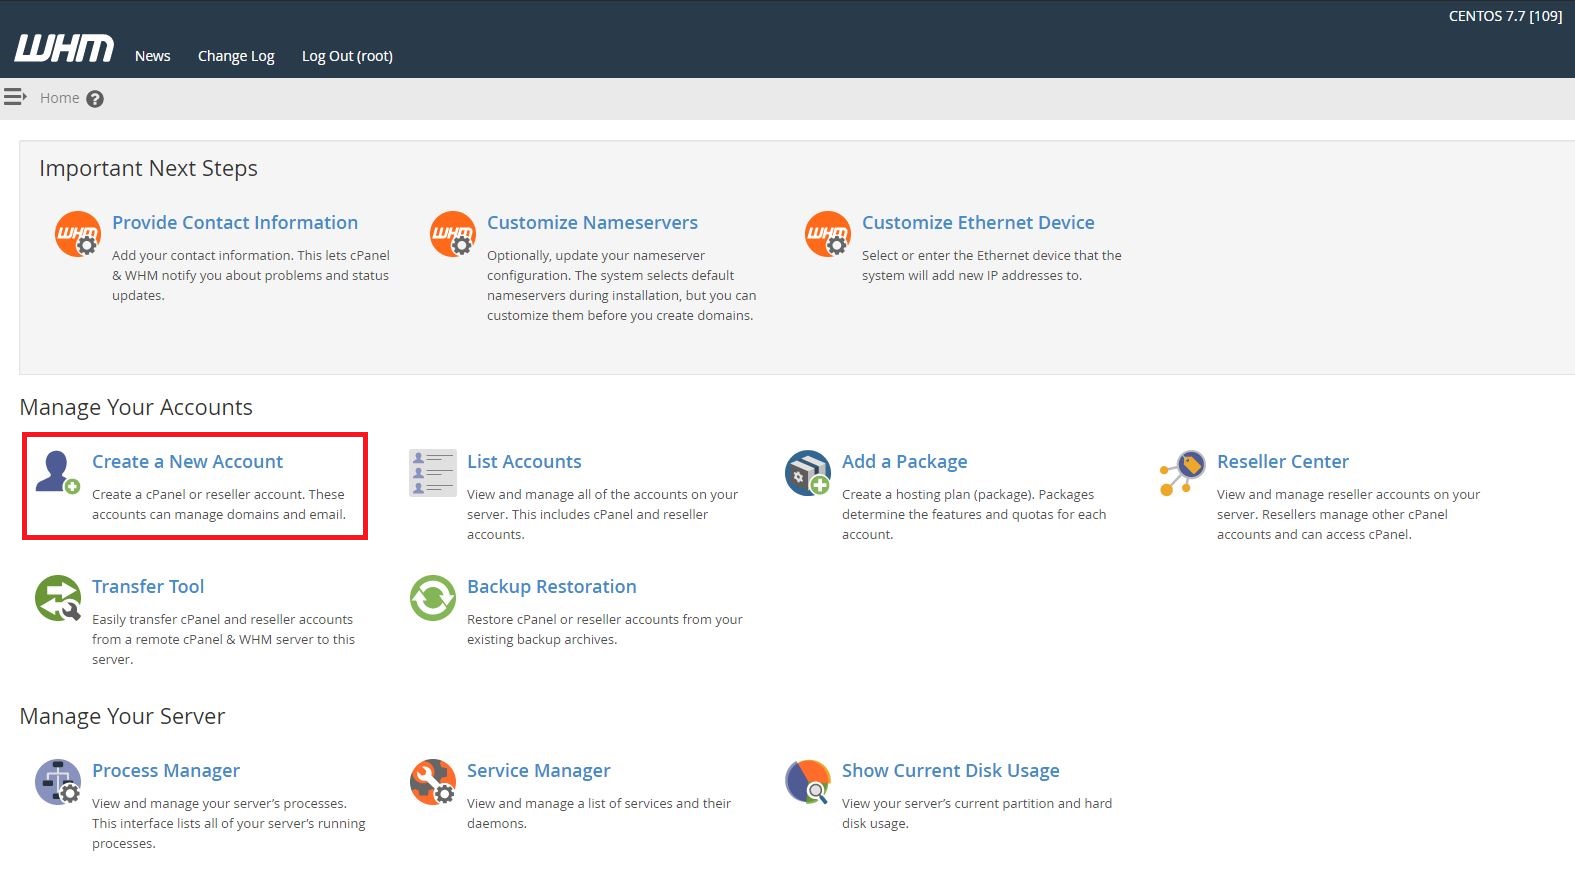 CENTOS 7.7 [109]
WHM News Change Log Log Out (root)
Home ?
Important Next Steps
WHM Provide Contact Information
Add your contact information. This lets cPanel
& WHM notify you about problems and status
updates.
WHM Customize Nameservers
Optionally, update your nameserver
configuration. The system selects default
nameservers during installation, but you can
customize them before you create domains.
WHM Customize Ethernet Device
Select or enter the Ethernet device that the
system will add new IP addresses to.
Manage Your Accounts
Create a New Account
Create a cPanel or reseller account. These
accounts can manage domains and email.
List Accounts
View and manage all of the accounts on your
server. This includes cPanel and reseller
accounts.
Add a Package
Create a hosting plan (package). Packages
determine the features and quotas for each
account.
Reseller Center
View and manage reseller accounts on your
server. Resellers manage other cPanel
accounts and can access cPanel.
Transfer Tool
Easily transfer cPanel and reseller accounts
from a remote cPanel & WHM server to this
server.
Backup Restoration
Restore cPanel or reseller accounts from your
existing backup archives.
Manage Your Server
Process Manager
View and manage your server’s processes.
This interface lists all of your server’s running
processes.
Service Manager
View and manage a list of services and their
daemons.
Show Current Disk Usage
View your server’s current partition and hard
disk usage.